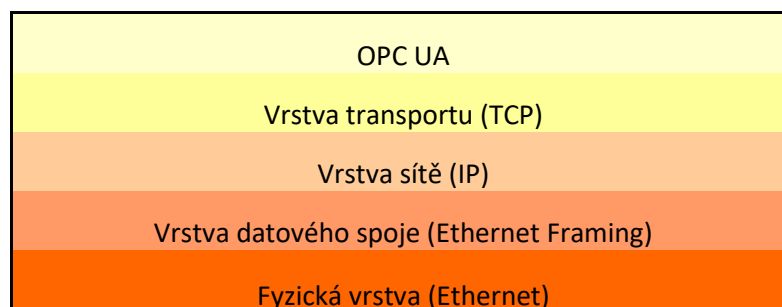 OPC UA
Vrstva transportu (TCP)
Vrstva sítě (IP)
Vrstva datového spoje (Ethernet Framing)
Fyzická vrstva (Ethernet)